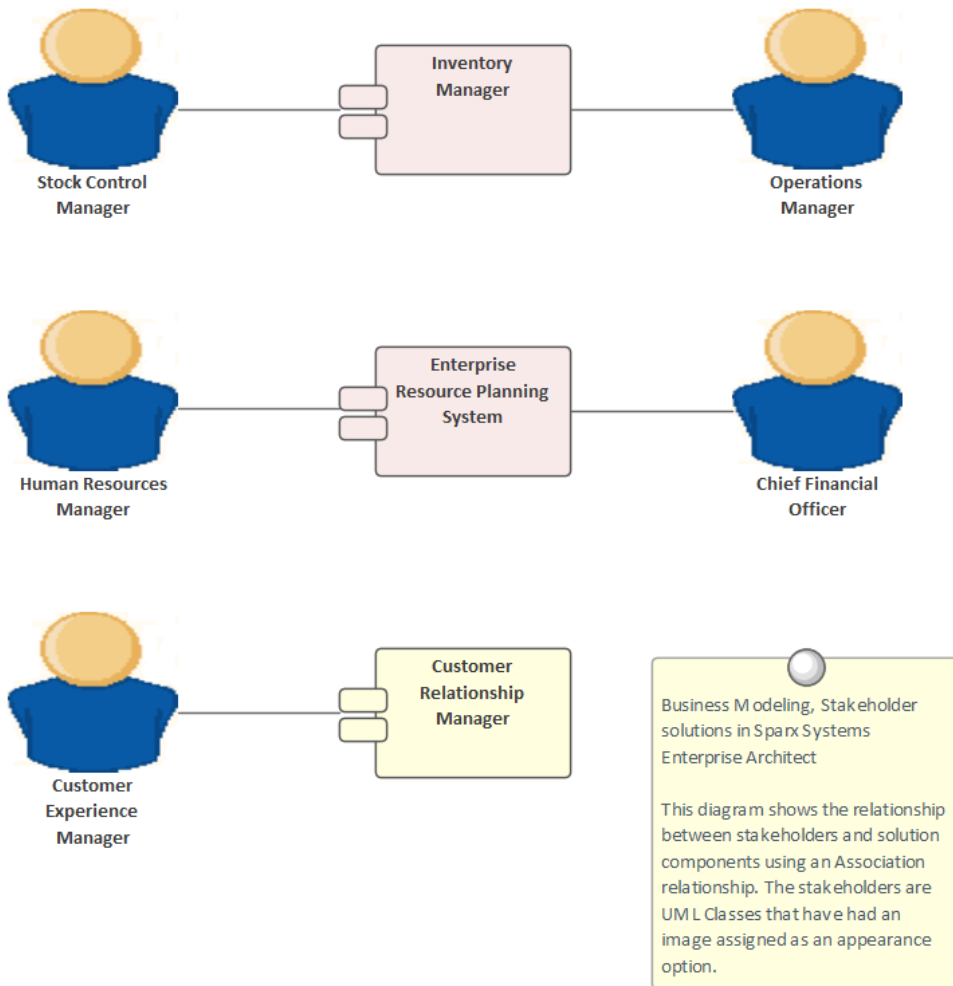 Inventory
Manager
Stock Control
Manager
Operations
Manager
Enterprise
Resource Planning
System
Human Resources
Manager
Chief Financial
Officer
Customer
Relationship
Manager
Customer
Experience
Manager
Business Modeling, Stakeholder
solutions in Sparx Systems
Enterprise Architect
This diagram shows the relationship
between stakeholders and solution
components using an Association
relationship. The stakeholders are
UML Classes that have had an
image assigned as an appearance
option.